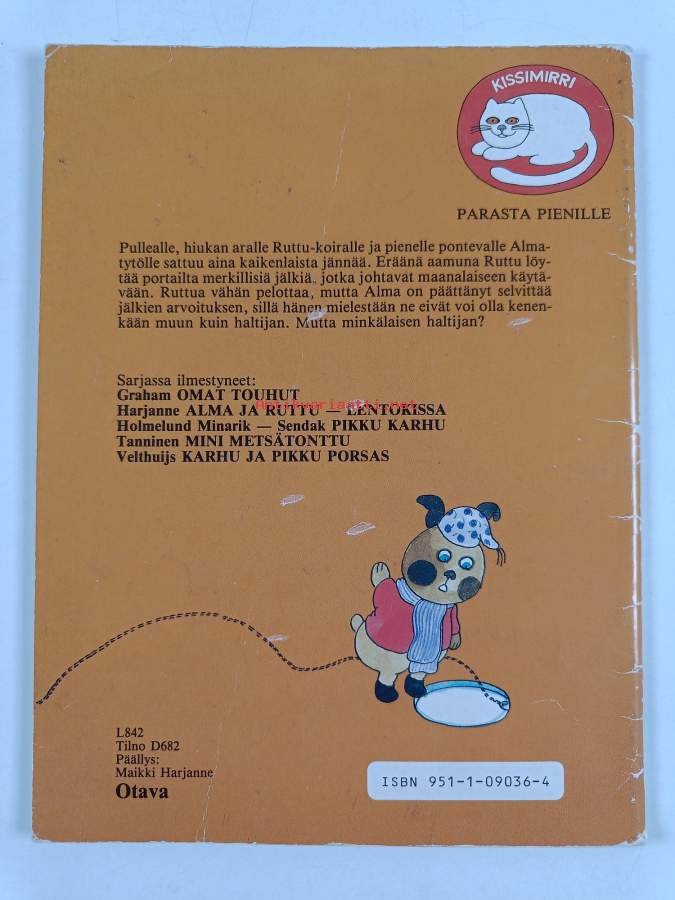 KISSIMIRRI
PARASTA PIENILLE
Pullealle, hiukan aralle Ruttu-koiralle ja pienelle pontevalle Alma-
tytölle sattuu aina kaikenlaista jännää. Eräänä aamuna Ruttu löy-
tää portailta merkillisiä jälkiä, jotka johtavat maanalaiseen käytä-
vään. Ruttua vähän pelottaa, mutta Alma on päättänyt selvittää
jälkien arvoituksen, sillä hänen mielestään ne eivät voi olla kenen-
kään muun kuin haltijan. Mutta minkälaisen haltijan?
Sarjassa ilmestyneet:
Graham OMAT TOUHUT
Antikvariaatti.net
Harjanne ALMA JA RUTTU — LENTOKISSA
Holmelund Minarik — Sendak PIKKU KARHU
Tanninen MINI METSÄTONTTU
Velthuijs KARHU JA PIKKU PORSAS
L842
Tilno D682
Päällys:
Maikki Harjanne
Otava
ISBN 951-1-09036-4